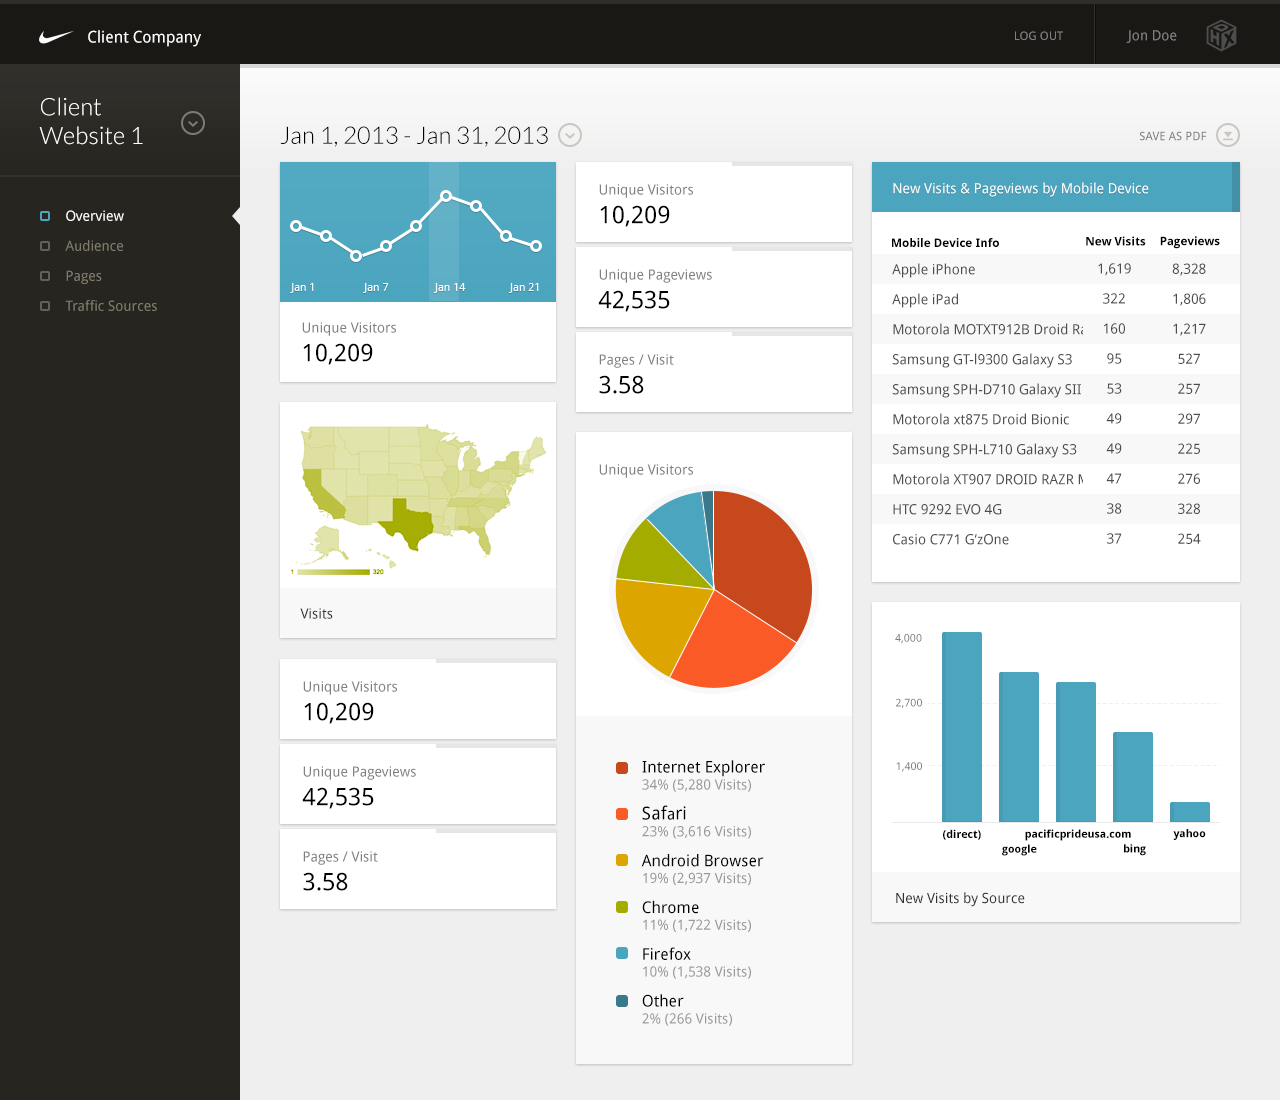 Client Company
LOG OUT
Jon Doe
Client
Website 1
Overview
Audience
Pages
Traffic Sources
Jan 1, 2013 - Jan 31, 2013
SAVE AS PDF
Jan 1
Jan 7
Jan 14
Jan 21
Unique Visitors
10,209
1
320
Visits
Unique Visitors
10,209
Unique Pageviews
42,535
Pages / Visit
3.58
Unique Visitors
10,209
Unique Pageviews
42,535
Pages / Visit
3.58
Unique Visitors
Internet Explorer
34% (5,280 Visits)
Safari
23% (3,616 Visits)
Android Browser
19% (2,937 Visits)
Chrome
11% (1,722 Visits)
Firefox
10% (1,538 Visits)
Other
2% (266 Visits)
New Visits & Pageviews by Mobile Device
Mobile Device Info New Visits Pageviews
Apple iPhone 1,619 8,328
Apple iPad 322 1,806
Motorola MOTXT912B Droid Ra 160 1,217
Samsung GT-I9300 Galaxy S3 95 527
Samsung SPH-D710 Galaxy SII 53 257
Motorola xt875 Droid Bionic 49 297
Samsung SPH-L710 Galaxy S3 49 225
Motorola XT907 DROID RAZR 47 276
HTC 9292 EVO 4G 38 328
Casio C771 G'zOne 37 254
4,000
2,700
1,400
(direct) pacificprideusa.com yahoo
google bing
New Visits by Source